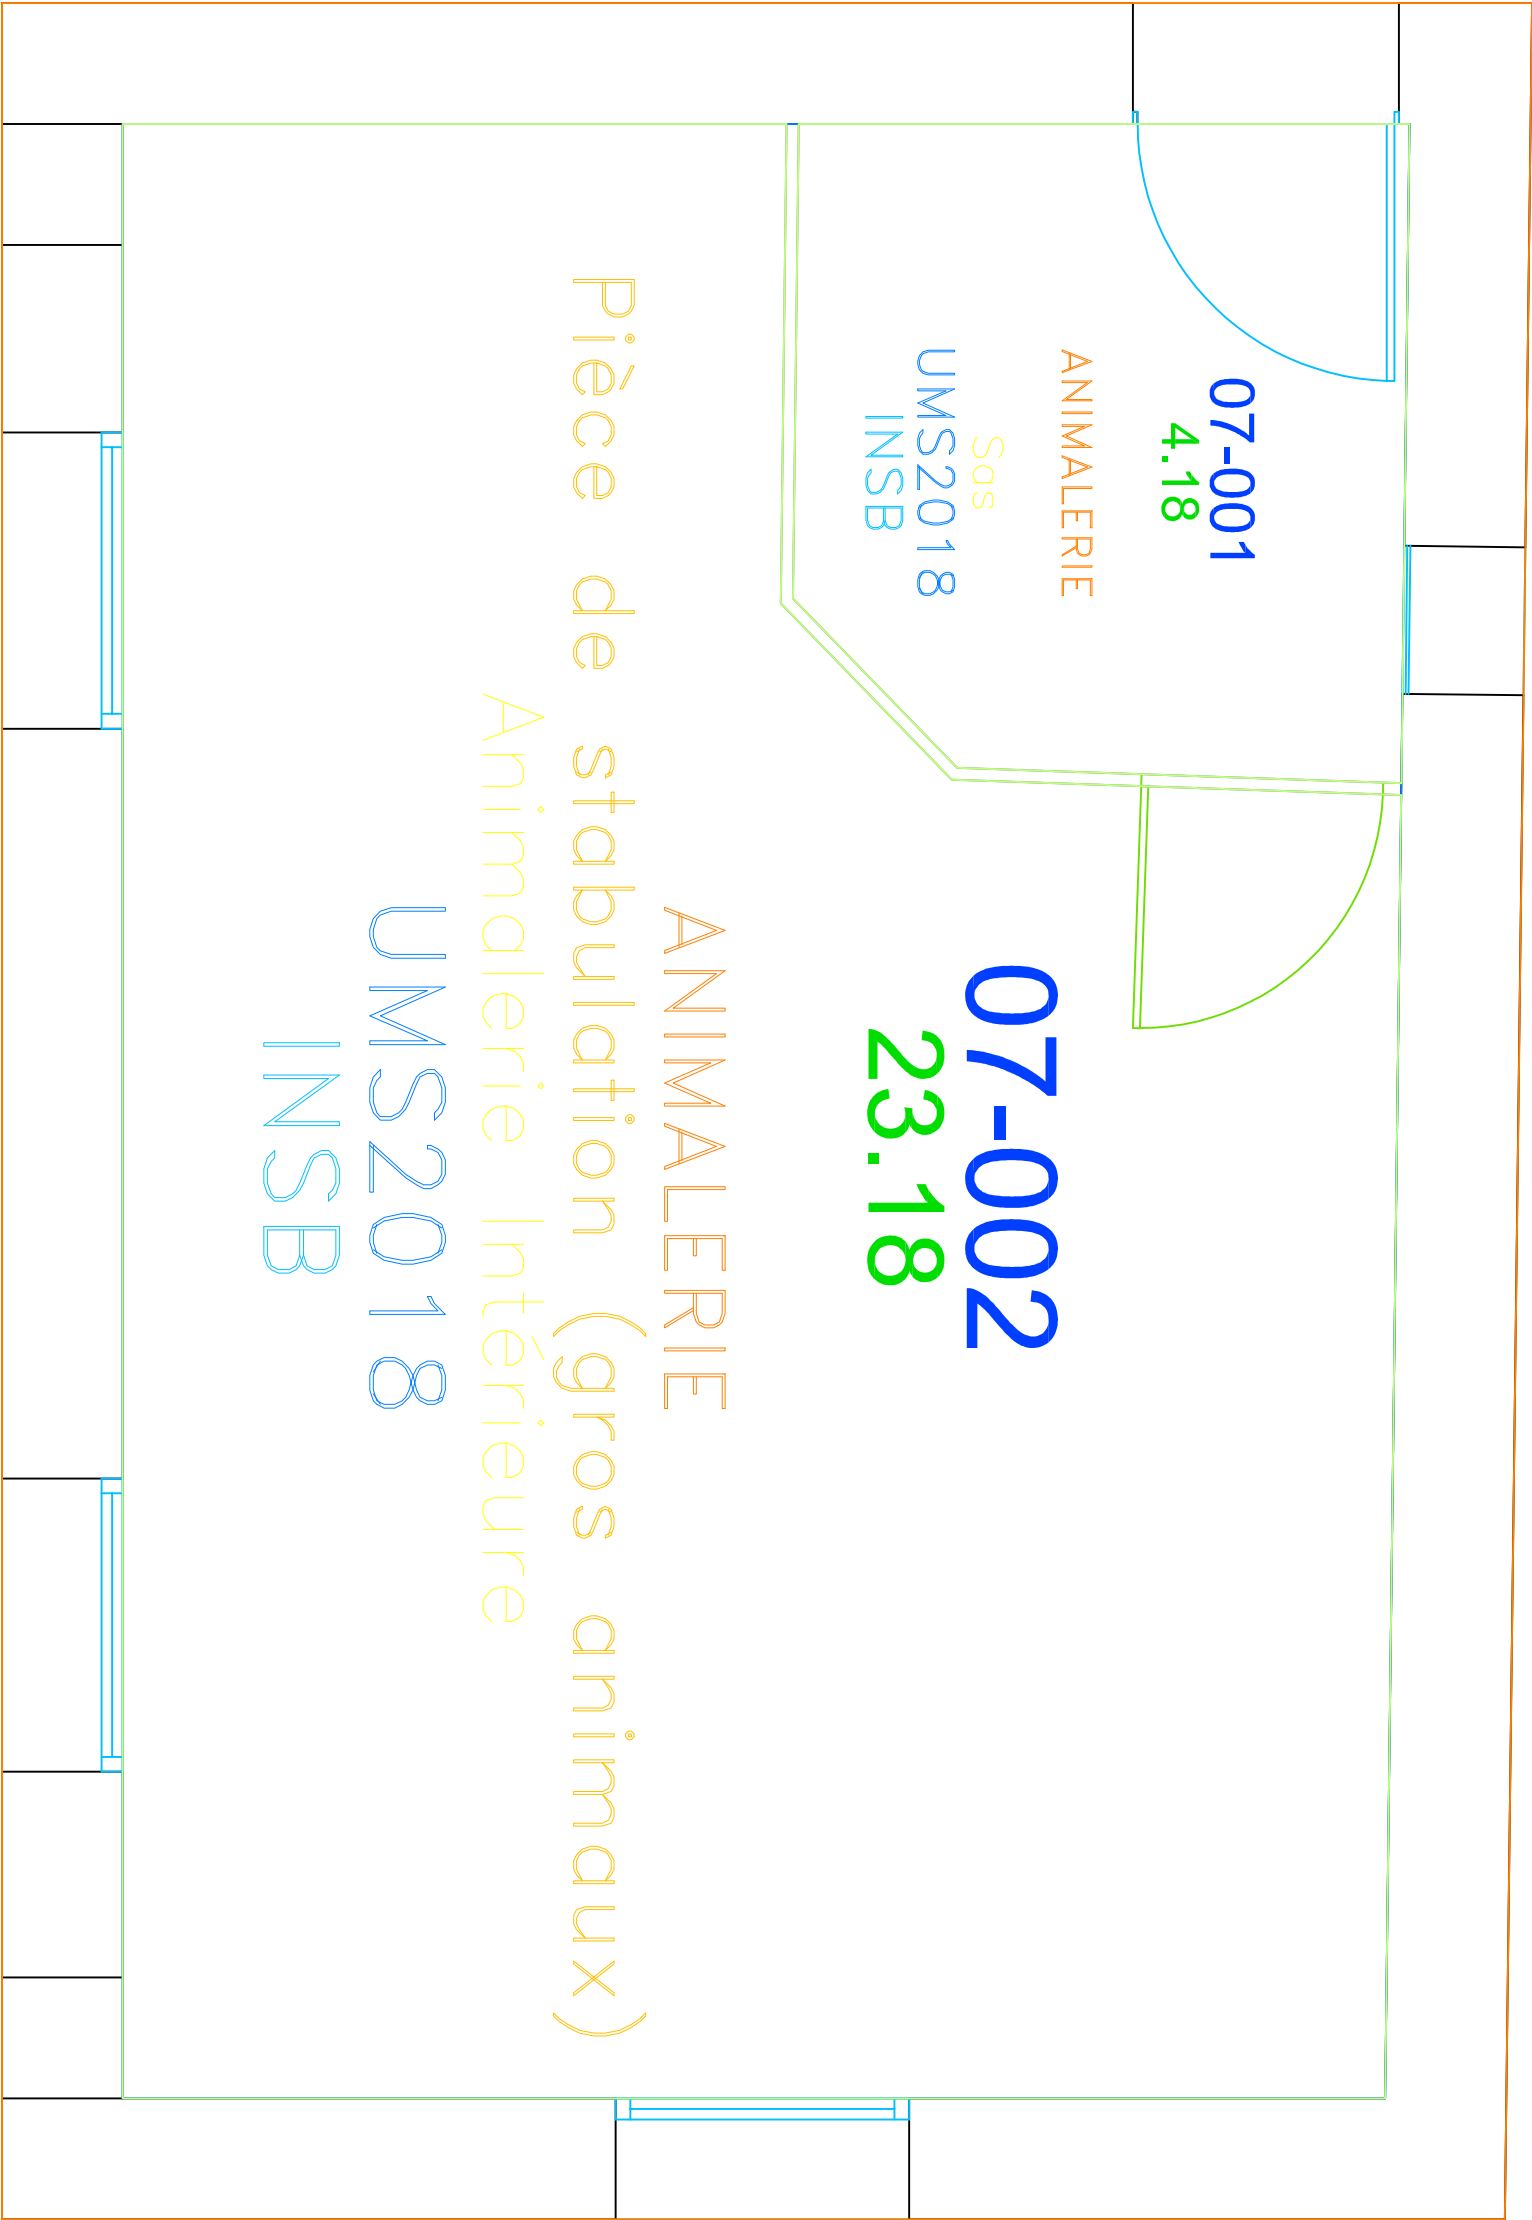 07-001
4.18
ANIMALERIE
Sas
UMS2018
INSB
07-002
23.18
ANIMALERIE
Pièce de stabulation (gros animaux)
Animalerie Intérieure
UMS2018
INSB